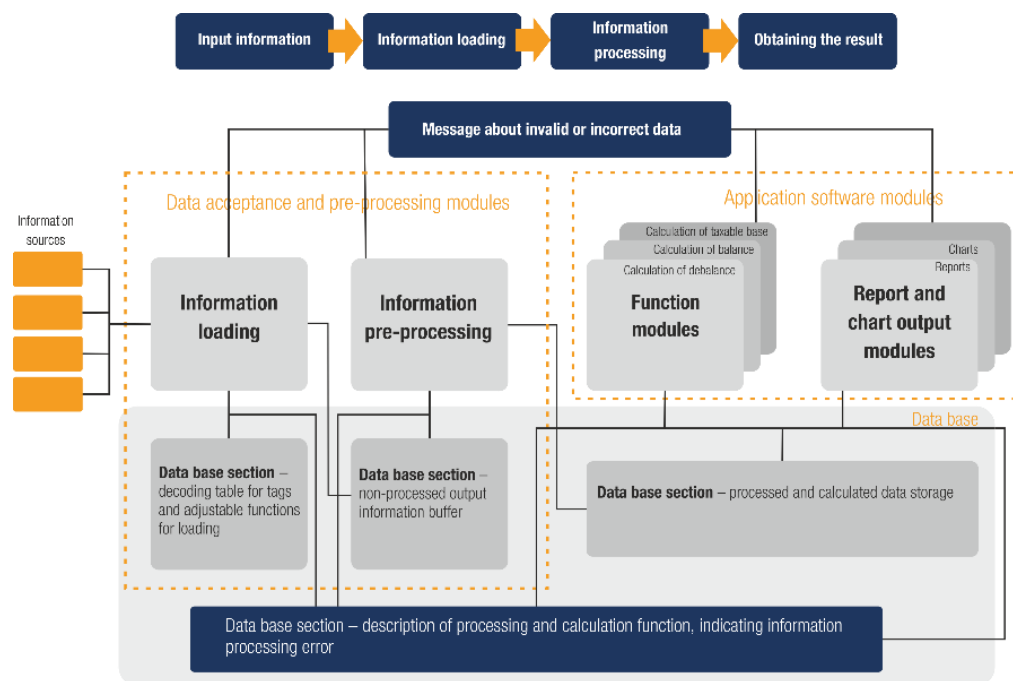 Input information
Information loading
Information
processing
Obtaining the result
Message about invalid or incorrect data
Data acceptance and pre-processing modules
Application software modules
Information
sources
Calculation of taxable base
Calculation of balance
Calculation of debalance
Charts
Reports
Information
loading
Information
pre-processing
Function
modules
Report and
chart output
modules
Data base
Data base section –
decoding table for tags
and adjustable functions
for loading
Data base section –
non-processed output
information buffer
Data base section – processed and calculated data storage
Data base section – description of processing and calculation function, indicating information
processing error